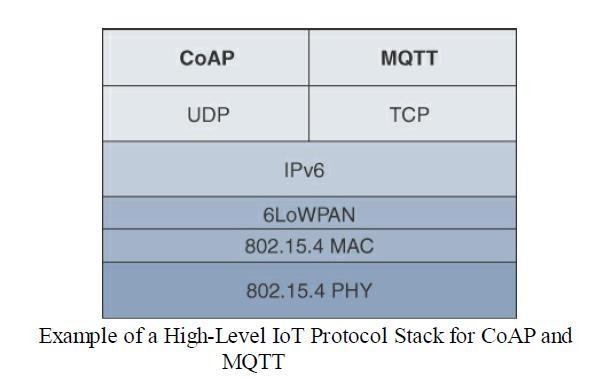 CoAP MQTT
UDP TCP
IPv6
6LoWPAN
802.15.4 MAC
802.15.4 PHY
Example of a High-Level IoT Protocol Stack for CoAP and
MQTT